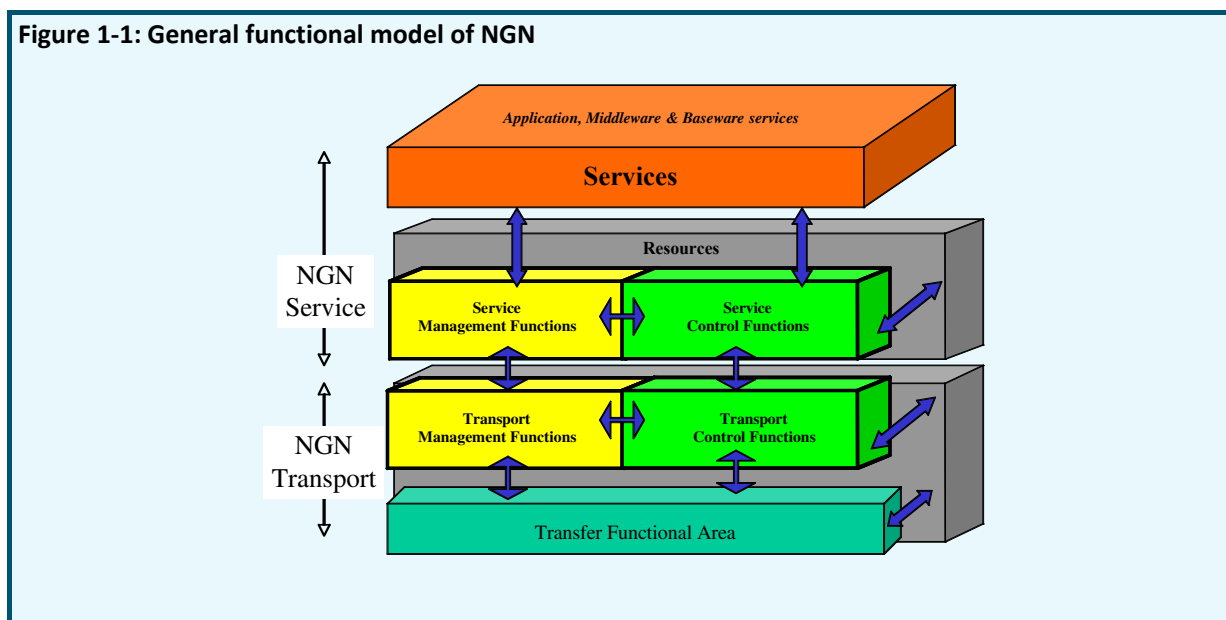 Figure 1-1: General functional model of NGN
Application, Middleware & Baseware services
Services
Resources
NGN
Service
Service
Management Functions
Service
Control Functions
NGN
Transport
Transport
Management Functions
Transport
Control Functions
Transfer Functional Area